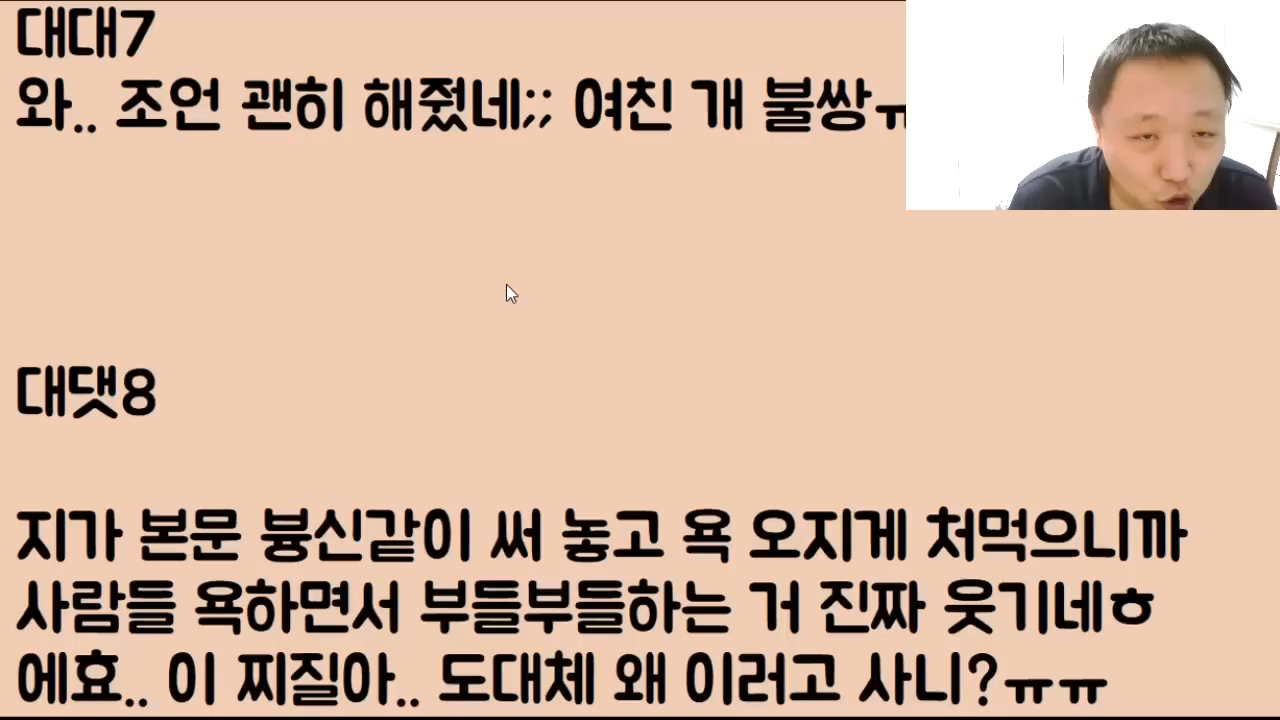 대대7
와.. 조언 괜히 해줬네;; 여친 개 불쌍ㅠ
대댓8
지가 본문 븅신같이 써 놓고 욕 오지게 처먹으니까
사람들 욕하면서 부들부들하는 거 진짜 웃기네ㅎ
에효.. 이 찌질아.. 도대체 왜 이러고 사니?ㅠㅠ